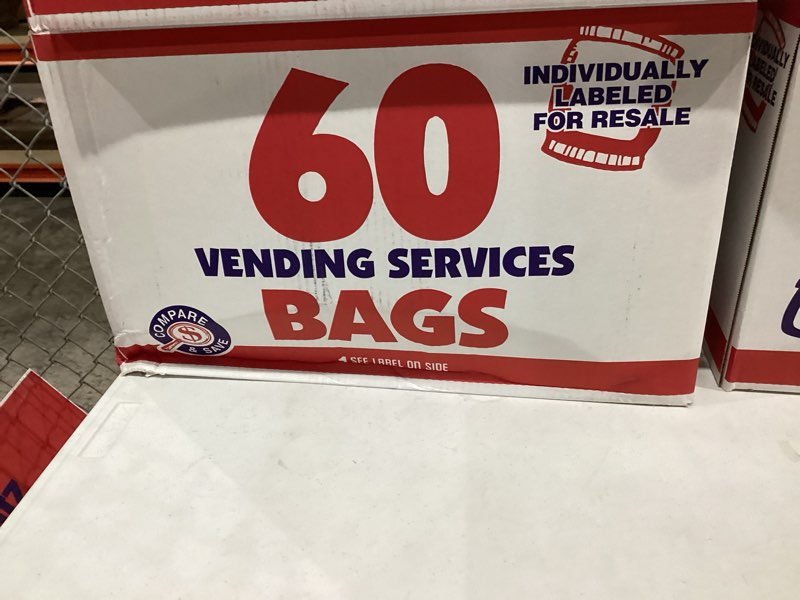 60
INDIVIDUALLY
LABELED
FOR RESALE
VENDING SERVICES
BAGS
COMPARE
$
& SAVE
SEE LABEL ON SIDE